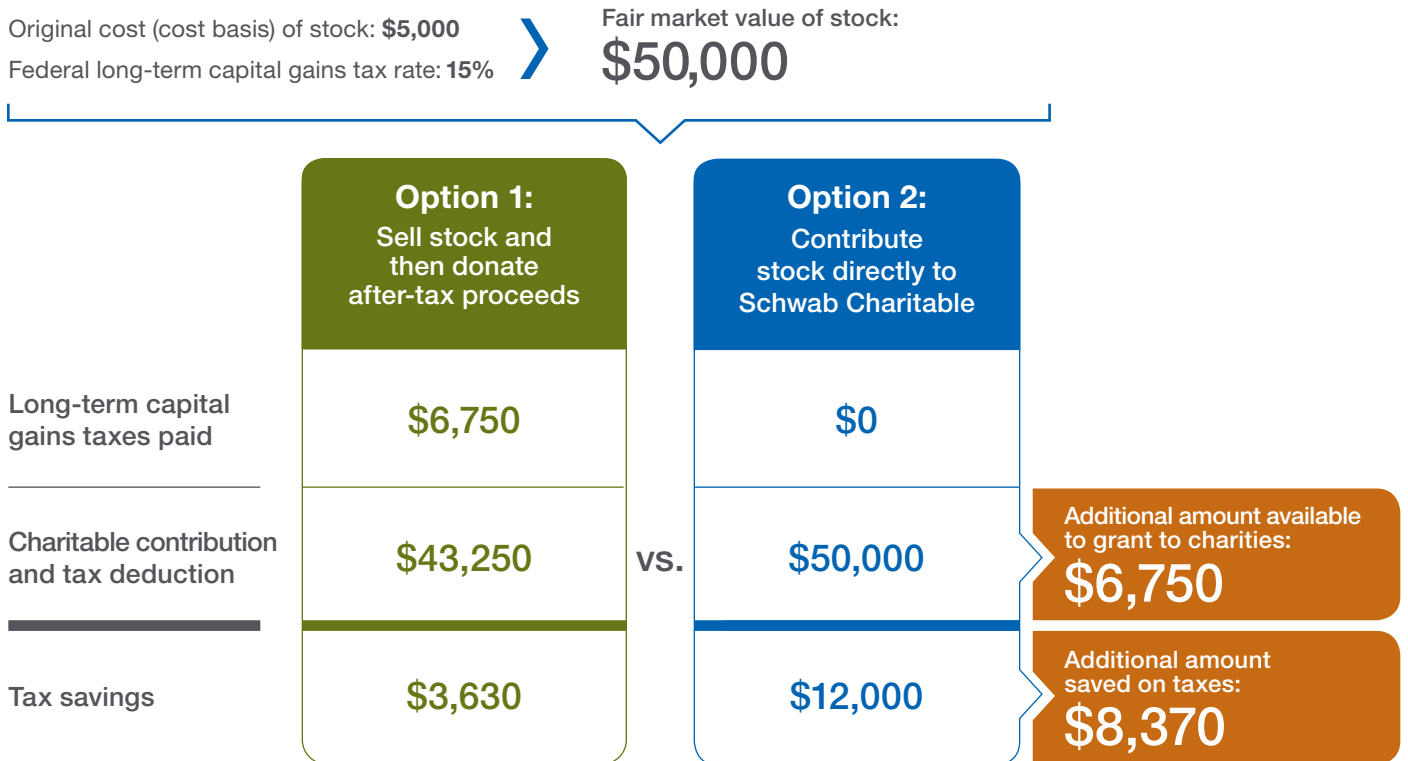 Original cost (cost basis) of stock: $5,000
Federal long-term capital gains tax rate: 15%
Fair market value of stock:
$50,000
Option 1:
Sell stock and
then donate
after-tax proceeds
Option 2:
Contribute
stock directly to
Schwab Charitable
Long-term capital
gains taxes paid
$6,750
$0
Charitable contribution
and tax deduction
$43,250
vs.
$50,000
Additional amount available
to grant to charities:
$6,750
Tax savings
$3,630
$12,000
Additional amount
saved on taxes:
$8,370